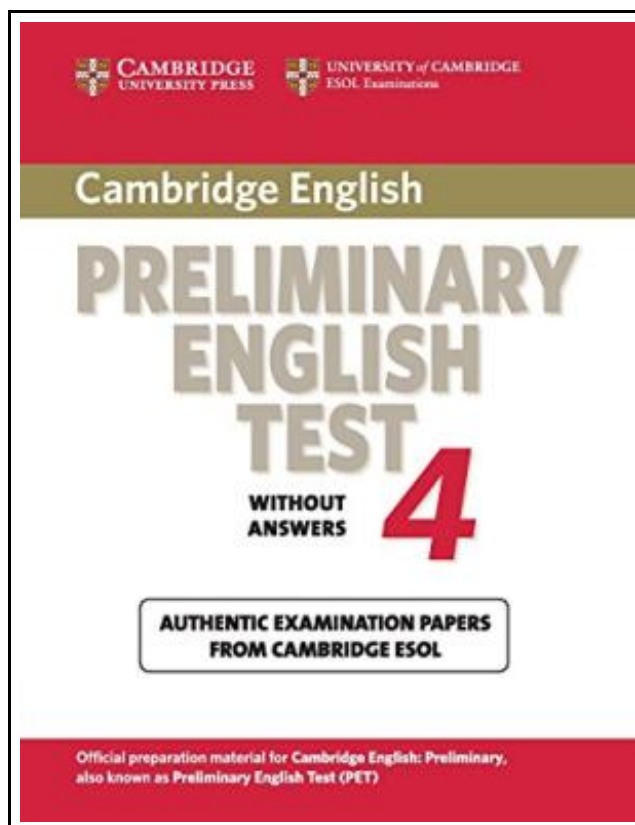 CAMBRIDGE
UNIVERSITY PRESS
UNIVERSITY of CAMBRIDGE
ESOL Examinations
Cambridge English
PRELIMINARY
ENGLISH
TEST
4
WITHOUT
ANSWERS
AUTHENTIC EXAMINATION PAPERS
FROM CAMBRIDGE ESOL
Official preparation material for Cambridge English: Preliminary,
also known as Preliminary English Test (PET)